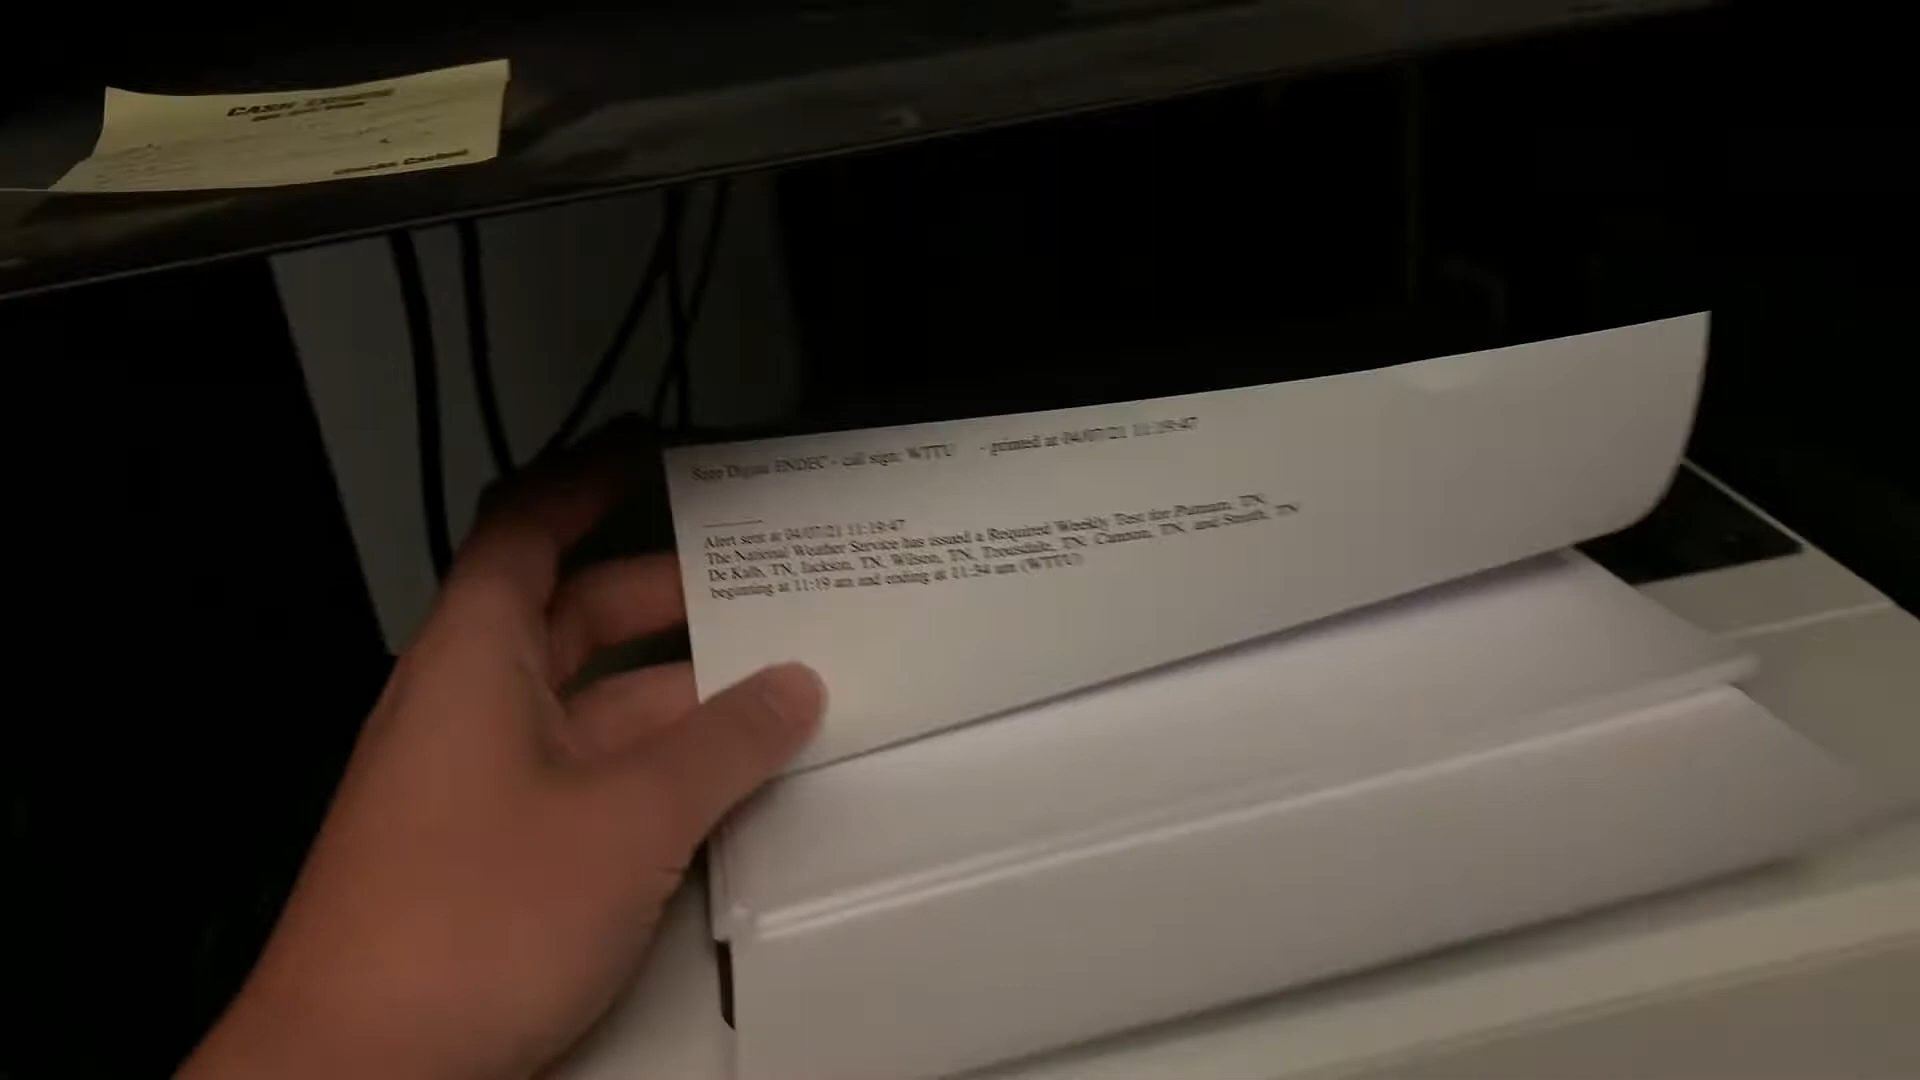 CASH EXPRESS
Checks Cashed
Sage Digital ENDEC - call sign: WTTU - printed at 04/07/21 11:19:47
Alert sent at 04/07/21 11:19:47
The National Weather Service has issued a Required Weekly Test for Putnam, TN,
De Kalb, TN, Jackson, TN, Wilson, TN, Trousdale, TN, Cannon, TN, and Smith, TN
beginning at 11:19 am and ending at 11:34 am (WTTU)